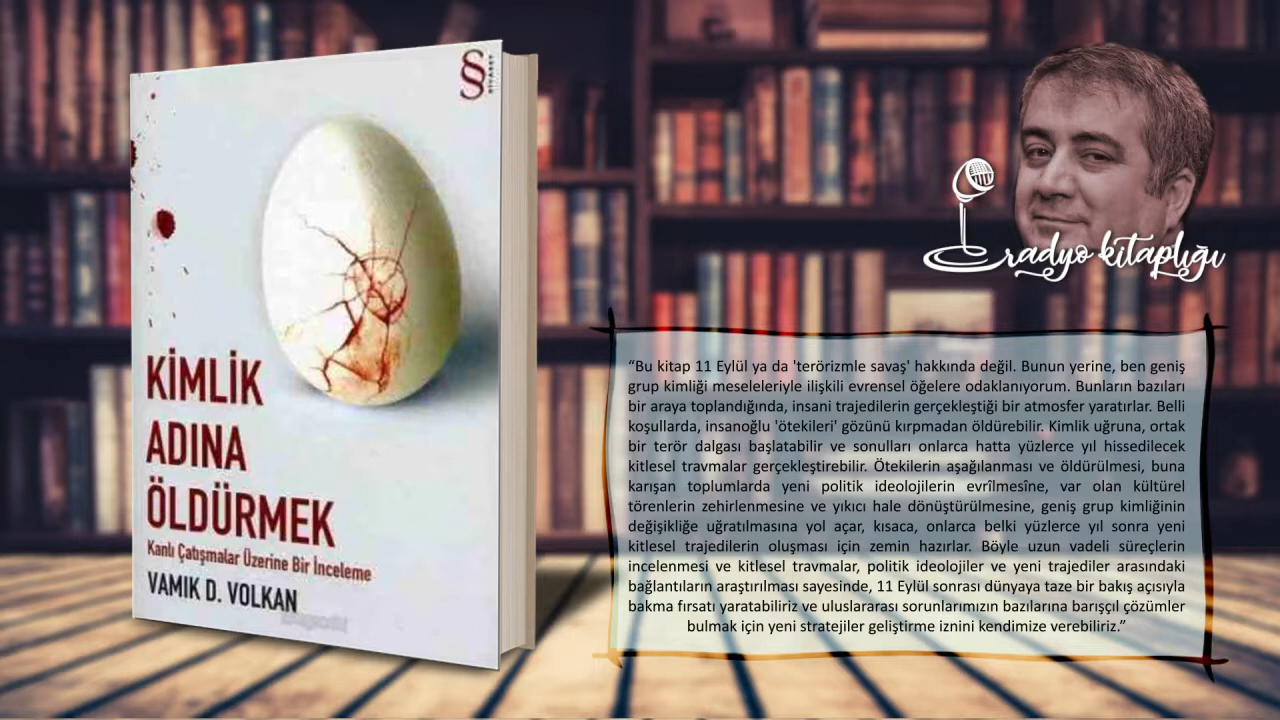 SİYASET
KİMLİK
ADINA
ÖLDÜRMEK
Kanlı Çatışmalar Üzerine Bir İnceleme
VAMIK D. VOLKAN
radyo kitaplığı
“Bu kitap 11 Eylül ya da 'terörizmle savaş' hakkında değil. Bunun yerine, ben geniş
grup kimliği meseleleriyle ilişkili evrensel öğelere odaklanıyorum. Bunların bazıları
bir araya toplandığında, insani trajedilerin gerçekleştiği bir atmosfer yaratırlar. Belli
koşullarda, insanoğlu 'ötekileri' gözünü kırpmadan öldürebilir. Kimlik uğruna, ortak
bir terör dalgası başlatabilir ve sonulları onlarca hatta yüzlerce yıl hissedilecek
kitlesel travmalar gerçekleştirebilir. Ötekilerin aşağılanması ve öldürülmesi, buna
karışan toplumlarda yeni politik ideolojilerin evrîlmesîne, var olan kültürel
törenlerin zehirlenmesine ve yıkıcı hale dönüştürülmesine, geniş grup kimliğinin
değişikliğe uğratılmasına yol açar, kısaca, onlarca belki yüzlerce yıl sonra yeni
kitlesel trajedilerin oluşması için zemin hazırlar. Böyle uzun vadeli süreçlerin
incelenmesi ve kitlesel travmalar, politik ideolojiler ve yeni trajediler arasındaki
bağlantıların araştırılması sayesinde, 11 Eylül sonrası dünyaya taze bir bakış açısıyla
bakma fırsatı yaratabiliriz ve uluslararası sorunlarımızın bazılarına barışçıl çözümler
bulmak için yeni stratejiler geliştirme iznini kendimize verebiliriz.”